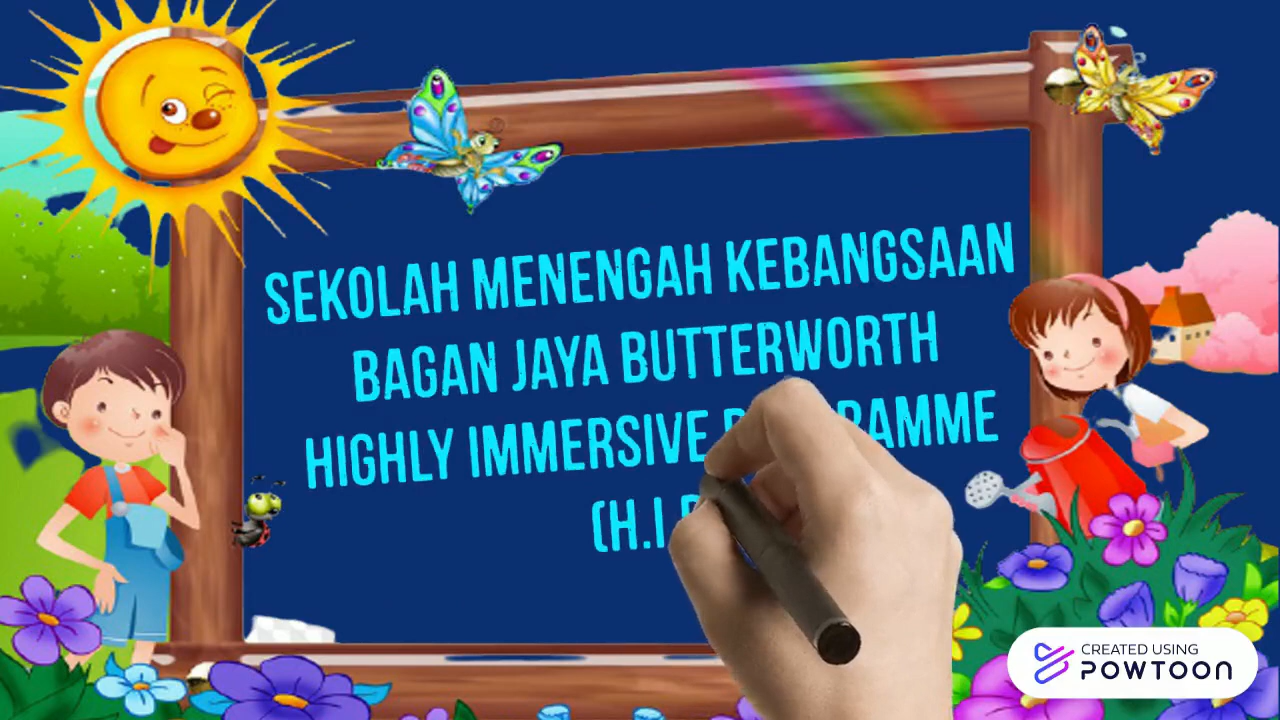 SEKOLAH MENENGAH KEBANGSAAN
BAGAN JAYA BUTTERWORTH
HIGHLY IMMERSIVE
(H.I
CREATED USING
POWTOON